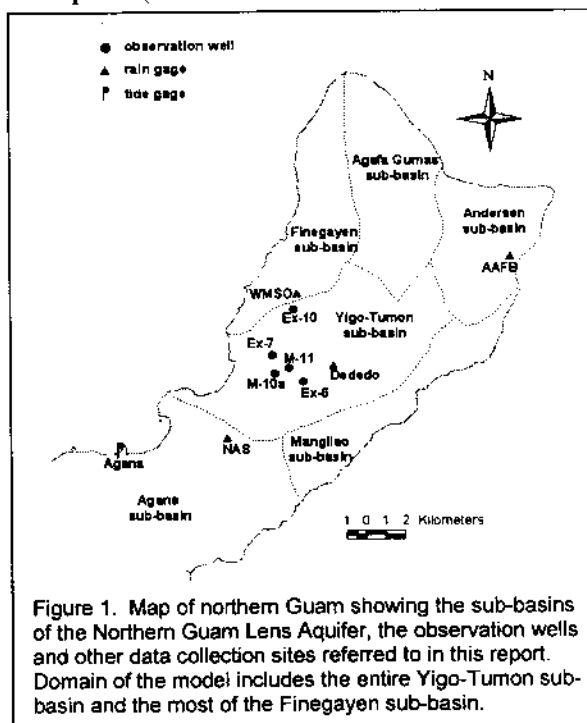 observation well
rain gage
tide gage
N
Agafa Gumas
sub-basin
Andersen
sub-basin
Finegayen
sub-basin
AAFB
WMSO
Ex-10
Yigo-Tumon
sub-basin
Ex-7
M-11
Dededo
M-10a
Ex-6
NAS
Mangilao
sub-basin
Agana
Agana
sub-basin
1 0 1 2 Kilometers
Figure 1. Map of northern Guam showing the sub-basins
of the Northern Guam Lens Aquifer, the observation wells
and other data collection sites referred to in this report.
Domain of the model includes the entire Yigo-Tumon sub-
basin and the most of the Finegayen sub-basin.